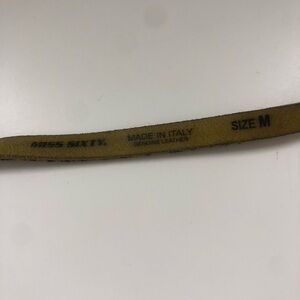 MISS SIXTY.
MADE IN ITALY
GENUINE LEATHER
SIZE M